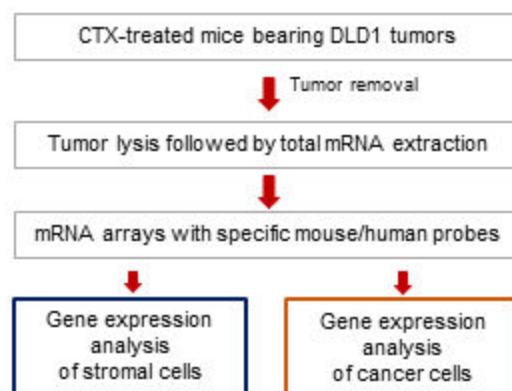 CTX-treated mice bearing DLD1 tumors
Tumor removal
Tumor lysis followed by total mRNA extraction
mRNA arrays with specific mouse/human probes
Gene expression
analysis
of stromal cells
Gene expression
analysis
of cancer cells